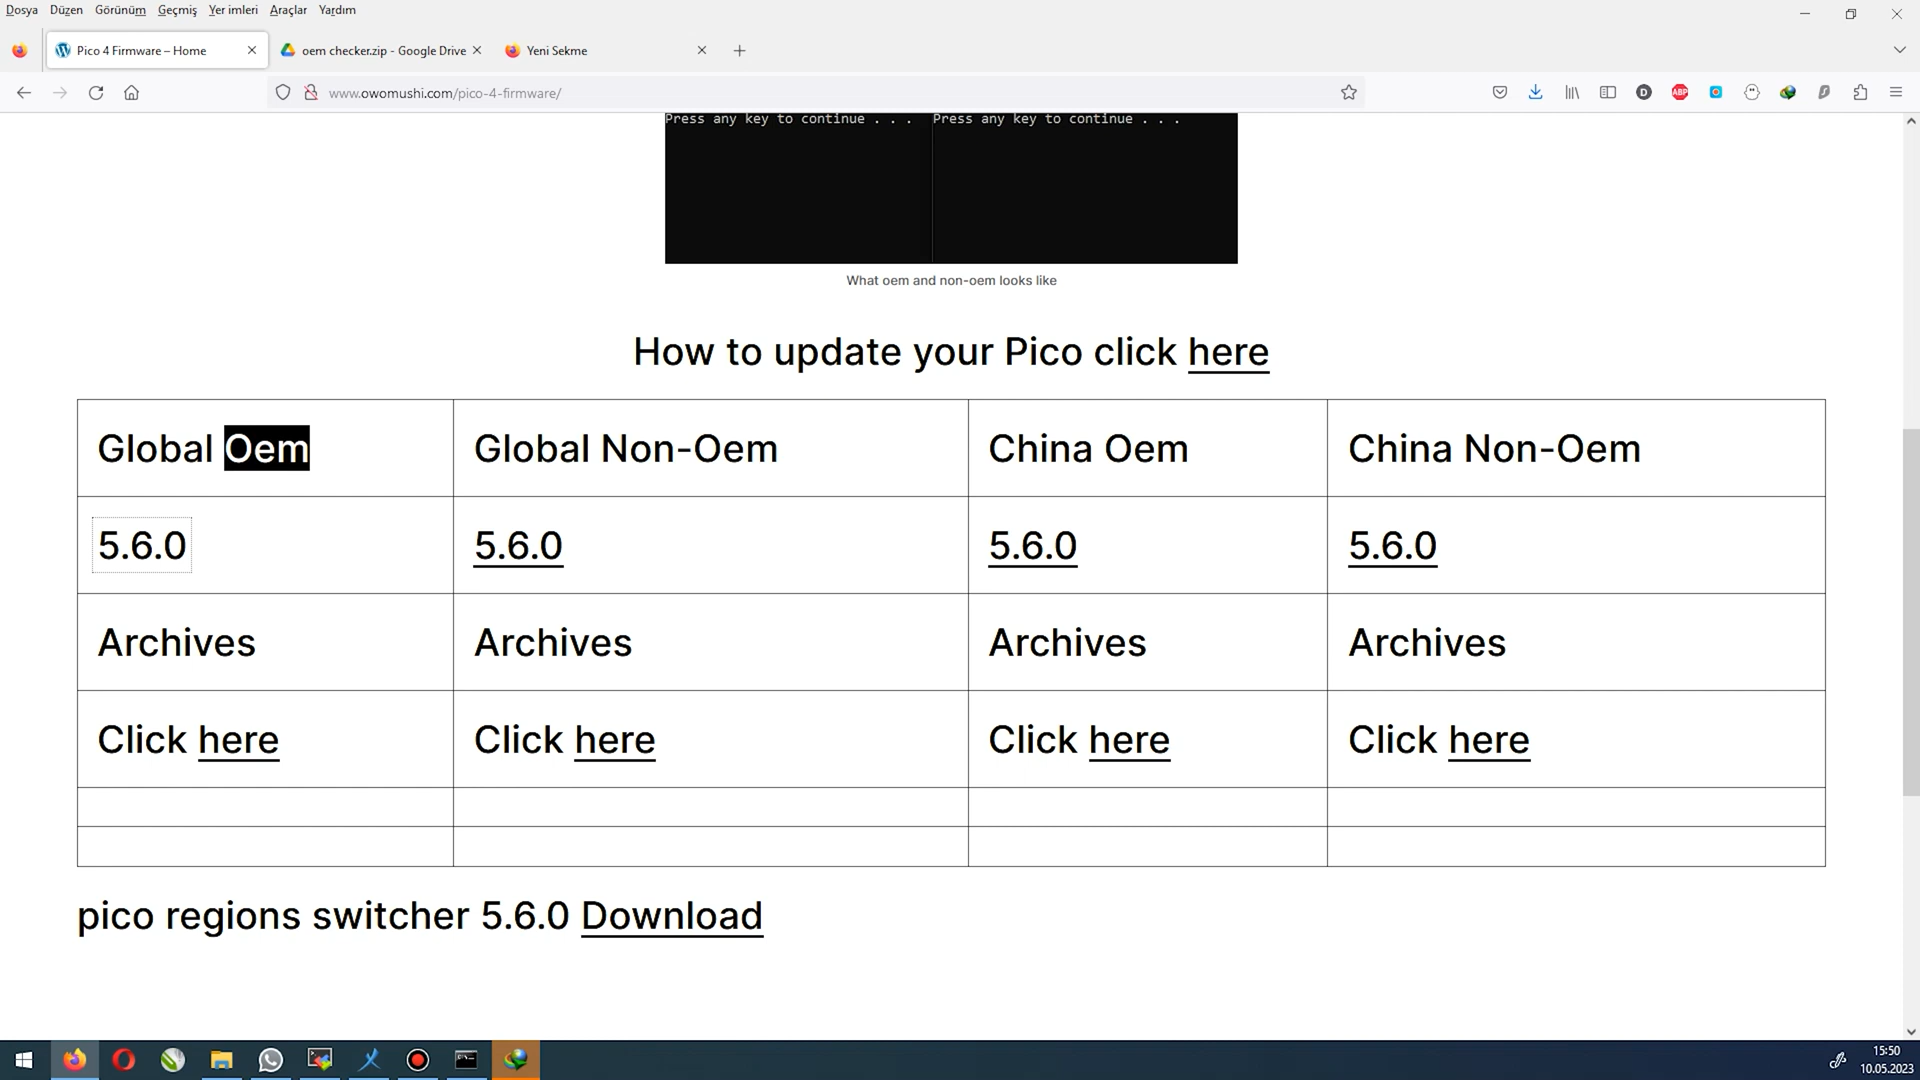 Dosya Düzen Görünüm Geçmiş Yer imleri Araçlar Yardım
Pico 4 Firmware – Home
oem checker.zip - Google Drive
Yeni Sekme
www.owomushi.com/pico-4-firmware/
D
ABP
Press any key to continue . . . Press any key to continue . . .
What oem and non-oem looks like
How to update your Pico click here
Global Oem Global Non-Oem China Oem China Non-Oem
5.6.0 5.6.0 5.6.0 5.6.0
Archives Archives Archives Archives
Click here Click here Click here Click here
pico regions switcher 5.6.0 Download
15:50
10.05.2023